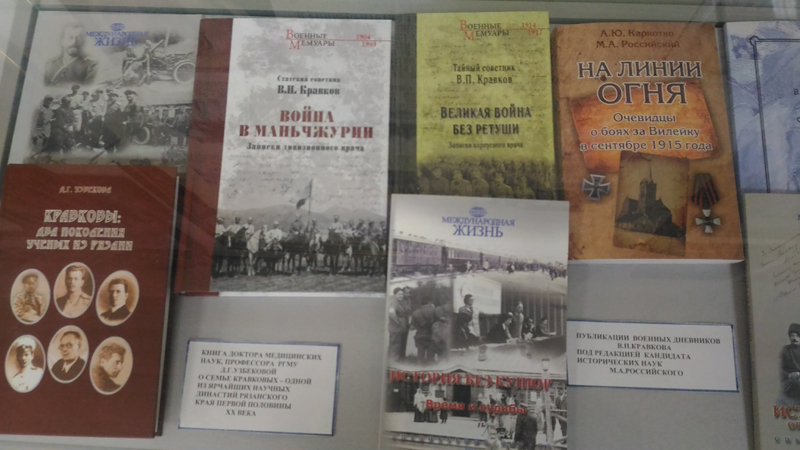 МЕЖДУНАРОДНАЯ
ЖИЗНЬ
ВОЕННЫЕ
МЕМУАРЫ
1904
1905
Статский советник
В.П. Кравков
ВОЙНА
В МАНЬЧЖУРИИ
Записки дивизионного врача
ВОЕННЫЕ
МЕМУАРЫ
1914
1917
Тайный советник
В.П. Кравков
ВЕЛИКАЯ ВОЙНА
БЕЗ РЕТУШИ
Записки корпусного врача
А.Ю. Каркотко
М.А. Российский
НА ЛИНИИ
ОГНЯ
Очевидцы
о боях за Вилейку
в сентябре 1915 года
Д.Г. УЗБЕКОВА
КРАВКОВЫ:
ДВА ПОКОЛЕНИЯ
УЧЕНЫХ ИЗ РЯЗАНИ
МЕЖДУНАРОДНАЯ
ЖИЗНЬ
ИСТОРИЯ БЕЗ КУПЮР
КНИГА ДОКТОРА МЕДИЦИНСКИХ
НАУК, ПРОФЕССОРА РГМУ
Д.Г.УЗБЕКОВОЙ
О СЕМЬЕ КРАВКОВЫХ – ОДНОЙ
ИЗ ЯРЧАЙШИХ НАУЧНЫХ
ДИНАСТИЙ РЯЗАНСКОГО
КРАЯ ПЕРВОЙ ПОЛОВИНЫ
XX ВЕКА
ПУБЛИКАЦИИ ВОЕННЫХ ДНЕВНИКОВ
В.П.КРАВКОВА
ПОД РЕДАКЦИЕЙ КАНДИДАТА
ИСТОРИЧЕСКИХ НАУК
М.А.РОССИЙСКОГО